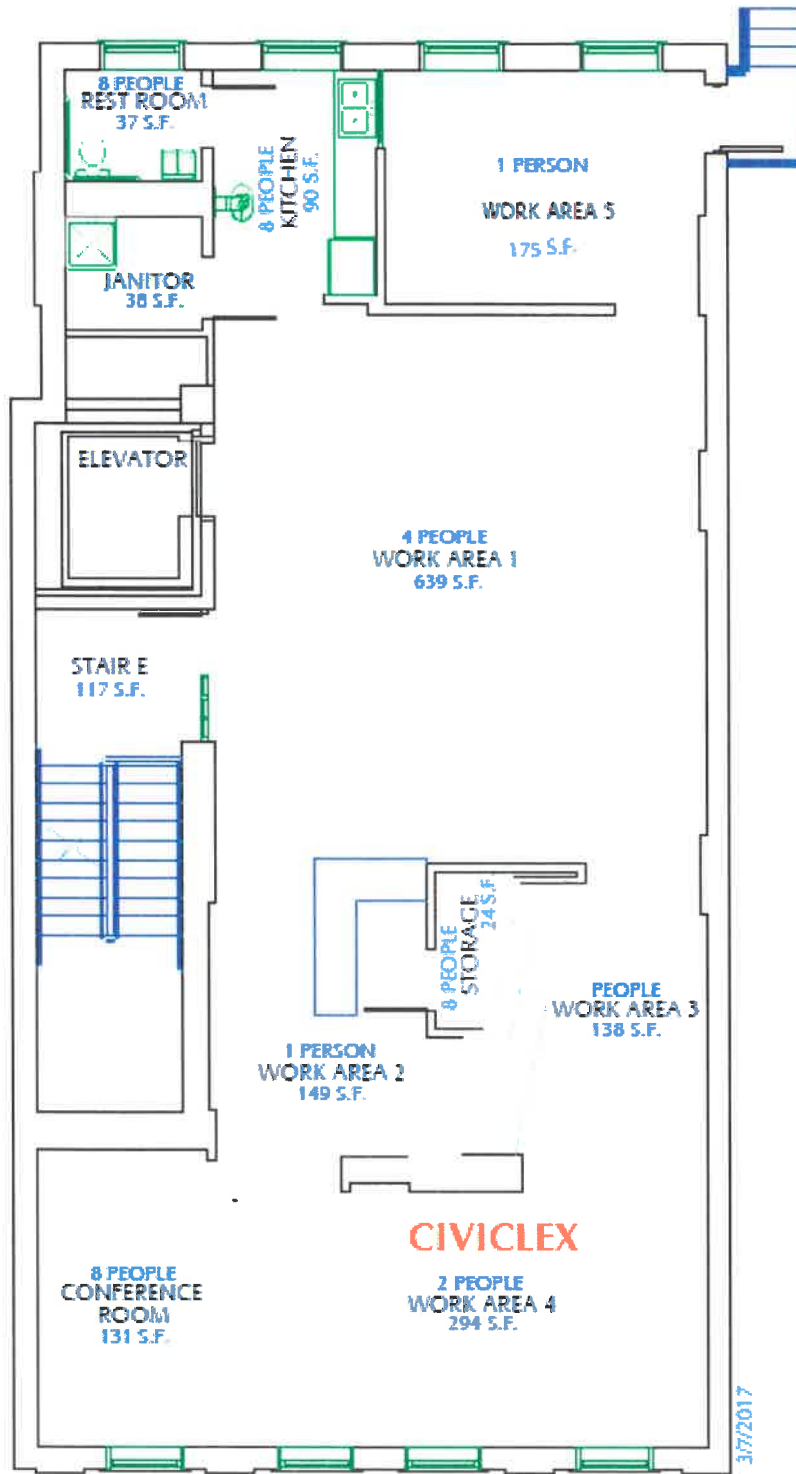 8 PEOPLE
REST ROOM
37 S.F.
8 PEOPLE
KITCHEN
90 S.F.
1 PERSON
WORK AREA 5
175 S.F.
JANITOR
38 S.F.
ELEVATOR
4 PEOPLE
WORK AREA 1
639 S.F.
STAIR E
117 S.F.
8 PEOPLE
STORAGE
24 S.F.
PEOPLE
WORK AREA 3
138 S.F.
1 PERSON
WORK AREA 2
149 S.F.
CIVICLEX
8 PEOPLE
CONFERENCE
ROOM
131 S.F.
2 PEOPLE
WORK AREA 4
294 S.F.
3/7/2017